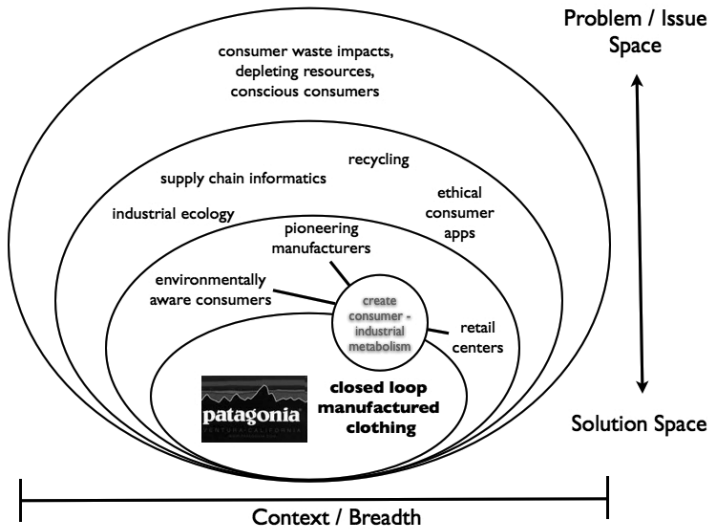 Problem / Issue
Space
consumer waste impacts,
depleting resources,
conscious consumers
recycling
supply chain informatics
ethical
consumer
apps
industrial ecology
pioneering
manufacturers
environmentally
aware consumers
create
consumer -
industrial
metabolism
retail
centers
closed loop
manufactured
clothing
patagonia
VENTURA·CALIFORNIA
Solution Space
Context / Breadth